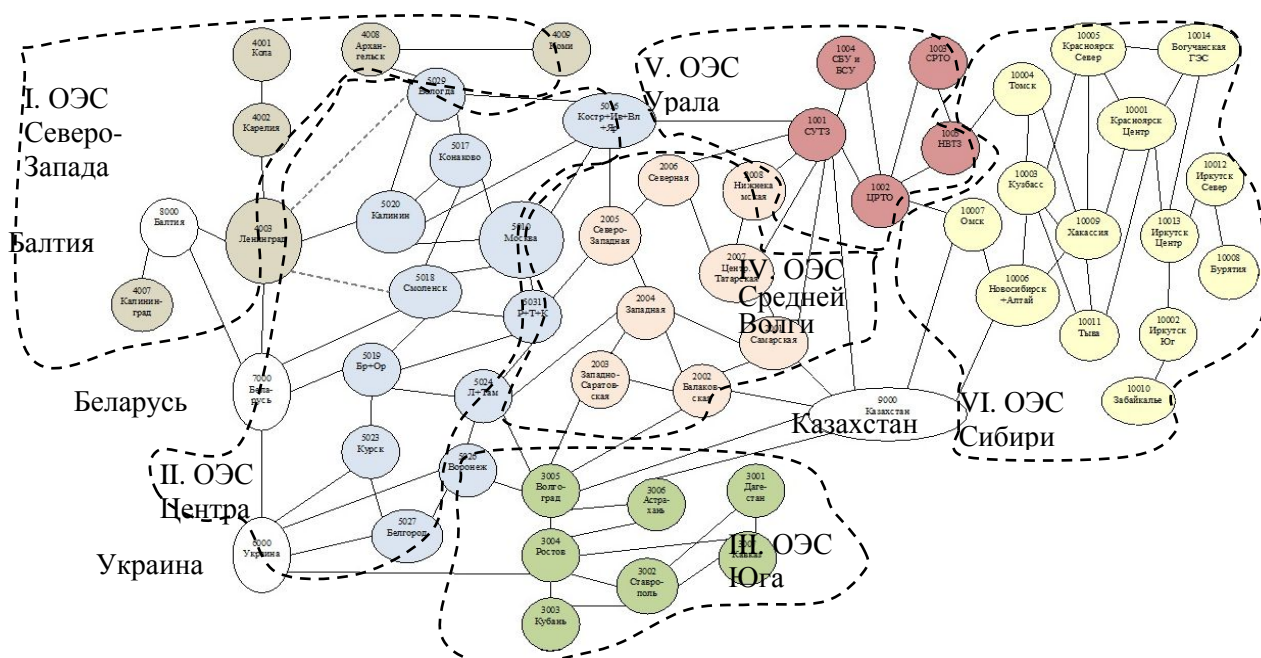 4001
Кола
4008
Архан-
гельск
4009
Коми
4002
Карелия
I. ОЭС
Северо-
Запада
8000
Балтия
4003
Ленинград
4007
Калинин-
град
Балтия
5029
Вологда
Костр+Ив+Вл
+Яр
5017
Конаково
5020
Калинин
5010
Москва
5018
Смоленск
5031
Р+Т+К
5019
Бр+Ор
5024
Л+Там
5023
Курск
5026
Воронеж
5027
Белгород
II. ОЭС
Центра
7000
Бела-
русь
Беларусь
6000
Украина
Украина
V. ОЭС
Урала
1004
СБУ и
БСУ
1003
СРТО
1001
СУТЗ
1005
НВТЗ
1002
ЦРТО
2006
Северная
2008
Нижнека-
мская
2005
Северо-
Западная
2007
Центр.
Татарская
2004
Западная
Самарская
2003
Западно-
Саратов-
ская
2002
Балаков-
ская
IV. ОЭС
Средней
Волги
9000
Казахстан
Казахстан
3005
Волго-
град
3006
Астра-
хань
3001
Даге-
стан
3004
Ростов
Кавказ
3002
Ставро-
поль
3003
Кубань
III. ОЭС
Юга
10005
Красноярск
Север
10014
Богучанская
ГЭС
10004
Томск
10001
Красноярск
Центр
10003
Кузбасс
10012
Иркутск
Север
10007
Омск
10009
Хакассия
10013
Иркутск
Центр
10008
Бурятия
10006
Новосибирск
+Алтай
10011
Тыва
10002
Иркутск
Юг
10010
Забайкалье
VI. ОЭС
Сибири